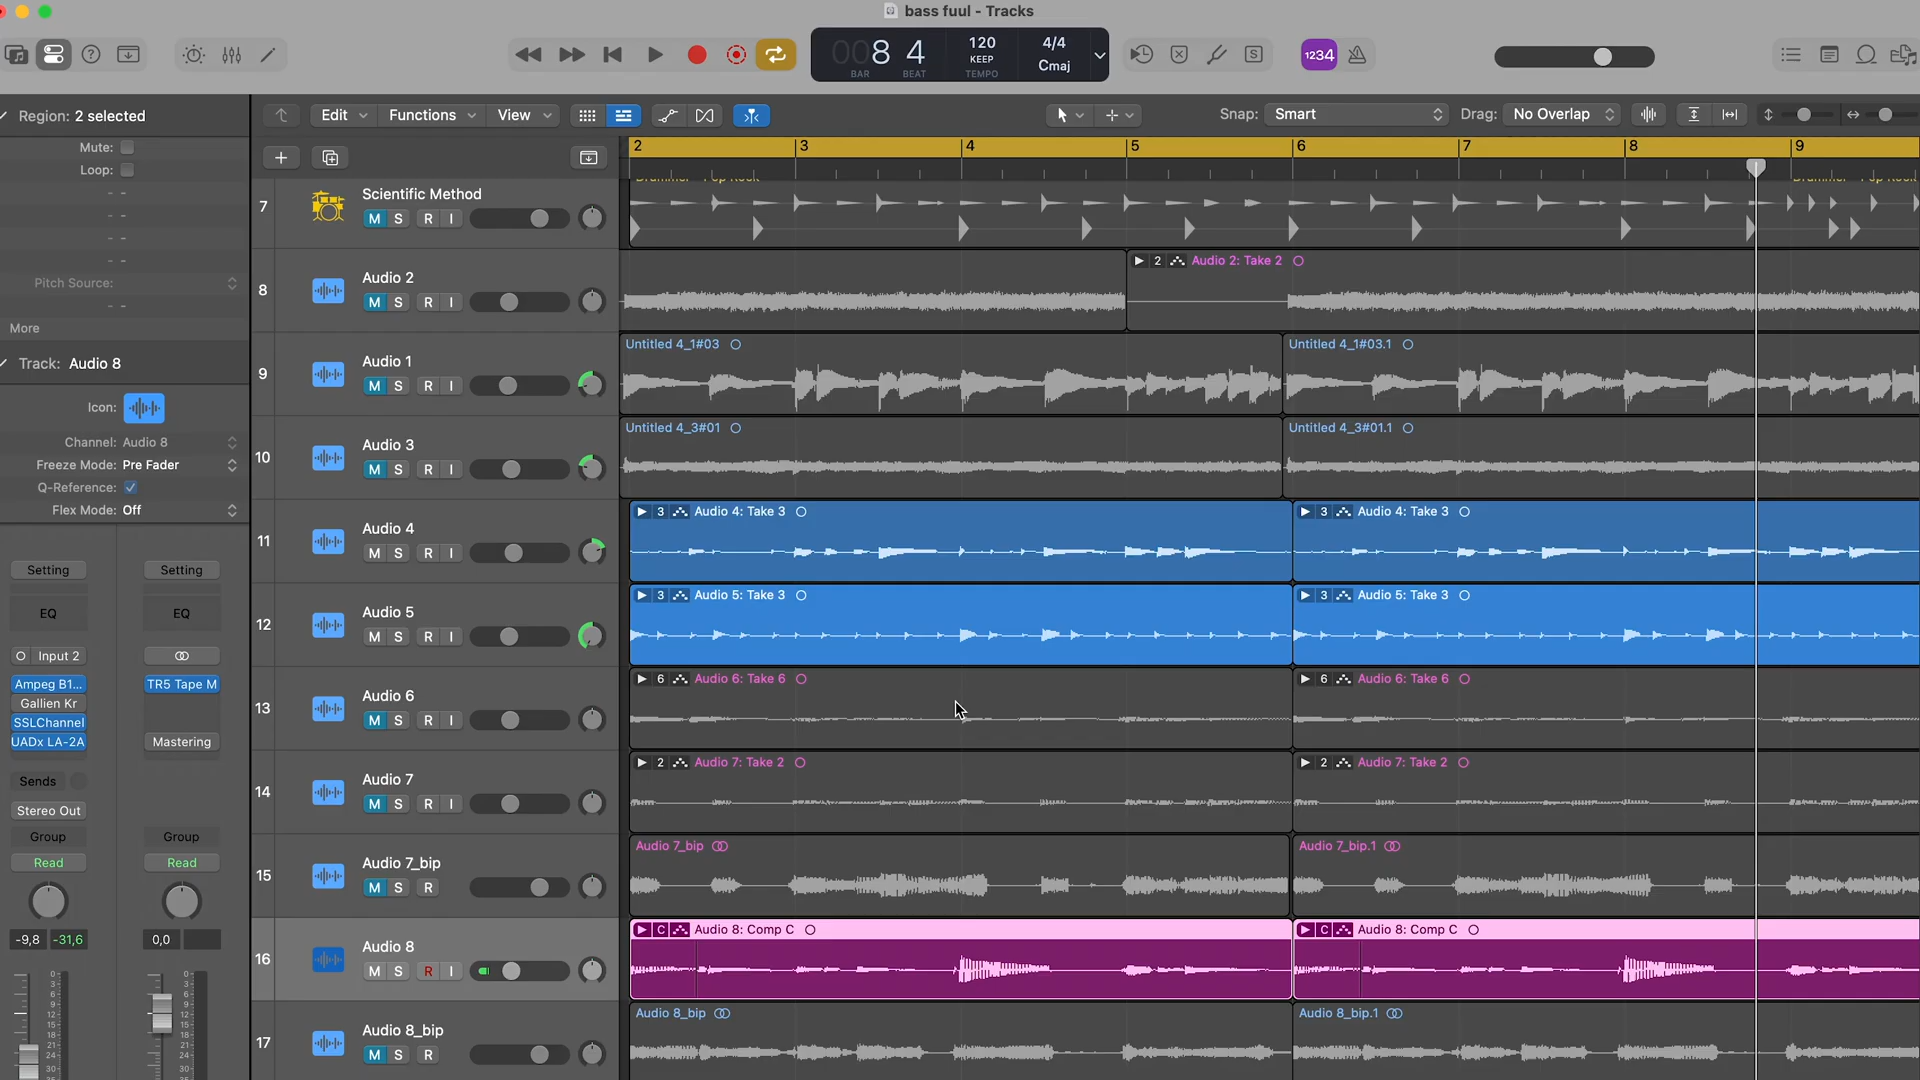 bass fuul - Tracks
008 4
BAR BEAT
120
KEEP
TEMPO
4/4
Cmaj
S
1234
Region: 2 selected
Edit
Functions
View
Snap: Smart
Drag: No Overlap
Mute:
Loop:
Pitch Source:
More
Track: Audio 8
Icon:
Channel: Audio 8
Freeze Mode: Pre Fader
Q-Reference:
Flex Mode: Off
Setting
Setting
EQ
EQ
Input 2
Ampeg B1...
TR5 Tape M
Gallien Kr
SSLChannel
UADx LA-2A
Mastering
Sends
Stereo Out
Group
Group
Read
Read
-9,8 -31,6
0,0
2 3 4 5 6 7 8 9
7 Scientific Method
M S R I
8 Audio 2
M S R I
2 Audio 2: Take 2
9 Audio 1
M S R I
Untitled 4_1#03
Untitled 4_1#03.1
10 Audio 3
M S R I
Untitled 4_3#01
Untitled 4_3#01.1
11 Audio 4
M S R I
3 Audio 4: Take 3
3 Audio 4: Take 3
12 Audio 5
M S R I
3 Audio 5: Take 3
3 Audio 5: Take 3
13 Audio 6
M S R I
6 Audio 6: Take 6
6 Audio 6: Take 6
14 Audio 7
M S R I
2 Audio 7: Take 2
2 Audio 7: Take 2
15 Audio 7_bip
M S R
Audio 7_bip
Audio 7_bip.1
16 Audio 8
M S R I
C Audio 8: Comp C
C Audio 8: Comp C
17 Audio 8_bip
M S R
Audio 8_bip
Audio 8_bip.1